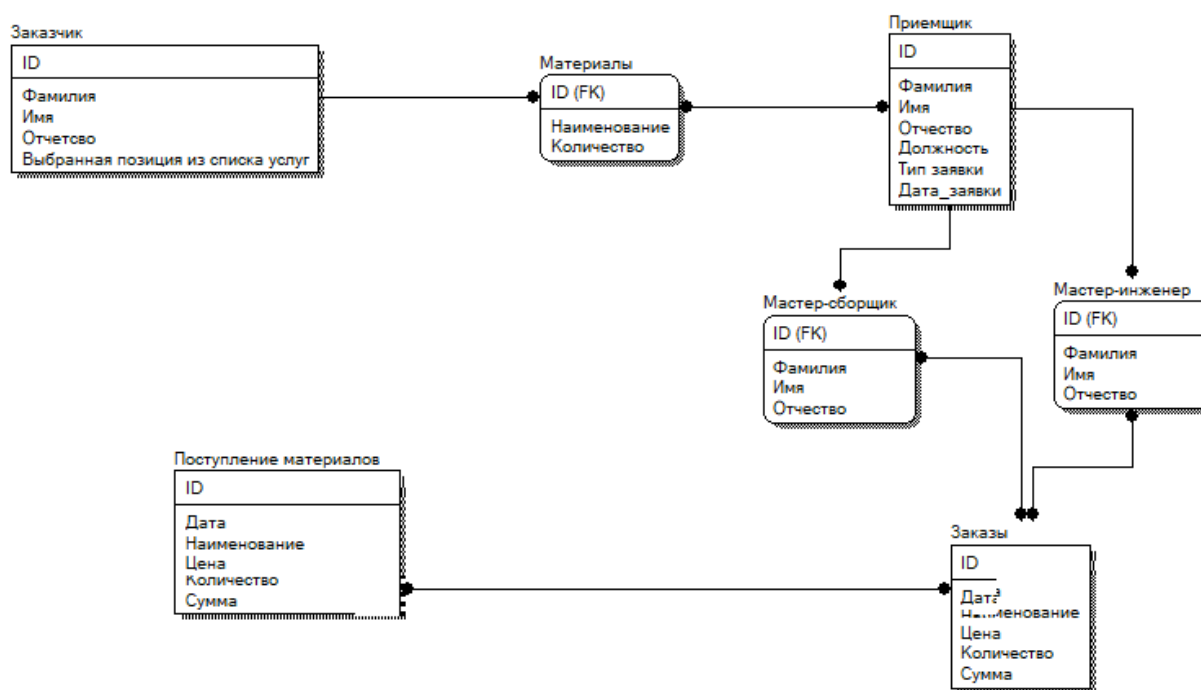 Заказчик
ID
Фамилия
Имя
Отчетсво
Выбранная позиция из списка услуг
Материалы
ID (FK)
Наименование
Количество
Приемщик
ID
Фамилия
Имя
Отчество
Должность
Тип заявки
Дата_заявки
Мастер-сборщик
ID (FK)
Фамилия
Имя
Отчество
Мастер-инженер
ID (FK)
Фамилия
Имя
Отчество
Поступление материалов
ID
Дата
Наименование
Цена
Количество
Сумма
Заказы
ID
Дата
Наименование
Цена
Количество
Сумма